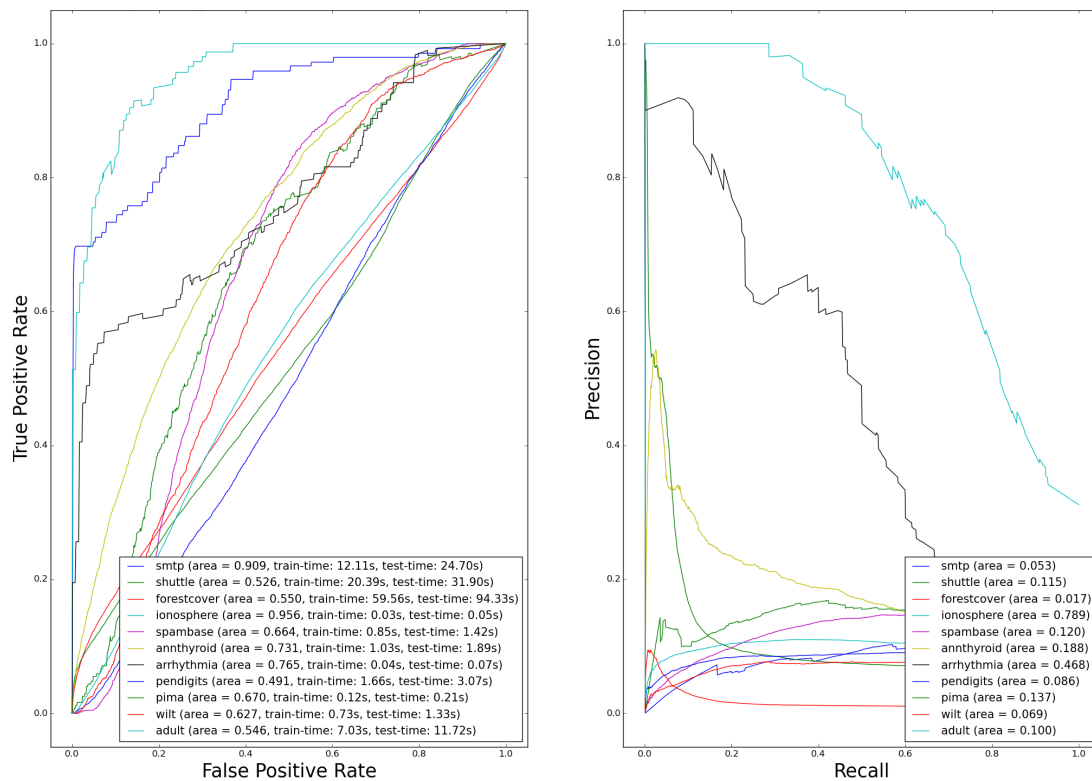 True Positive Rate
1.0
0.8
0.6
0.4
0.2
0.0
smtp (area = 0.909, train-time: 12.11s, test-time: 24.70s)
shuttle (area = 0.526, train-time: 20.39s, test-time: 31.90s)
forestcover (area = 0.550, train-time: 59.56s, test-time: 94.33s)
ionosphere (area = 0.956, train-time: 0.03s, test-time: 0.05s)
spambase (area = 0.664, train-time: 0.85s, test-time: 1.42s)
annthyroid (area = 0.731, train-time: 1.03s, test-time: 1.89s)
arrhythmia (area = 0.765, train-time: 0.04s, test-time: 0.07s)
pendigits (area = 0.491, train-time: 1.66s, test-time: 3.07s)
pima (area = 0.670, train-time: 0.12s, test-time: 0.21s)
wilt (area = 0.627, train-time: 0.73s, test-time: 1.33s)
adult (area = 0.546, train-time: 7.03s, test-time: 11.72s)
0.0 0.2 0.4 0.6 0.8 1.0
False Positive Rate
Precision
1.0
0.8
0.6
0.4
0.2
0.0
smtp (area = 0.053)
shuttle (area = 0.115)
forestcover (area = 0.017)
ionosphere (area = 0.789)
spambase (area = 0.120)
annthyroid (area = 0.188)
arrhythmia (area = 0.468)
pendigits (area = 0.086)
pima (area = 0.137)
wilt (area = 0.069)
adult (area = 0.100)
0.0 0.2 0.4 0.6 0.8 1.0
Recall